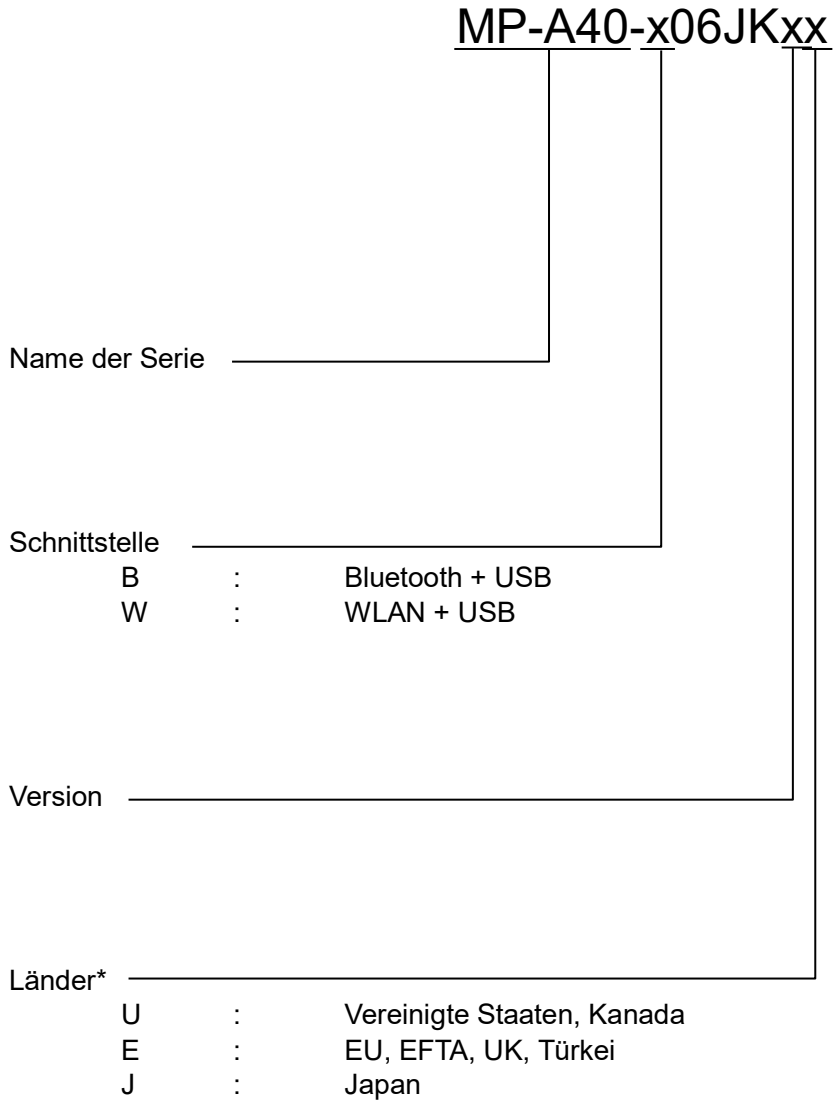 MP-A40-x06JKxx
Name der Serie
Schnittstelle
B : Bluetooth + USB
W : WLAN + USB
Version
Länder*
U : Vereinigte Staaten, Kanada
E : EU, EFTA, UK, Türkei
J : Japan